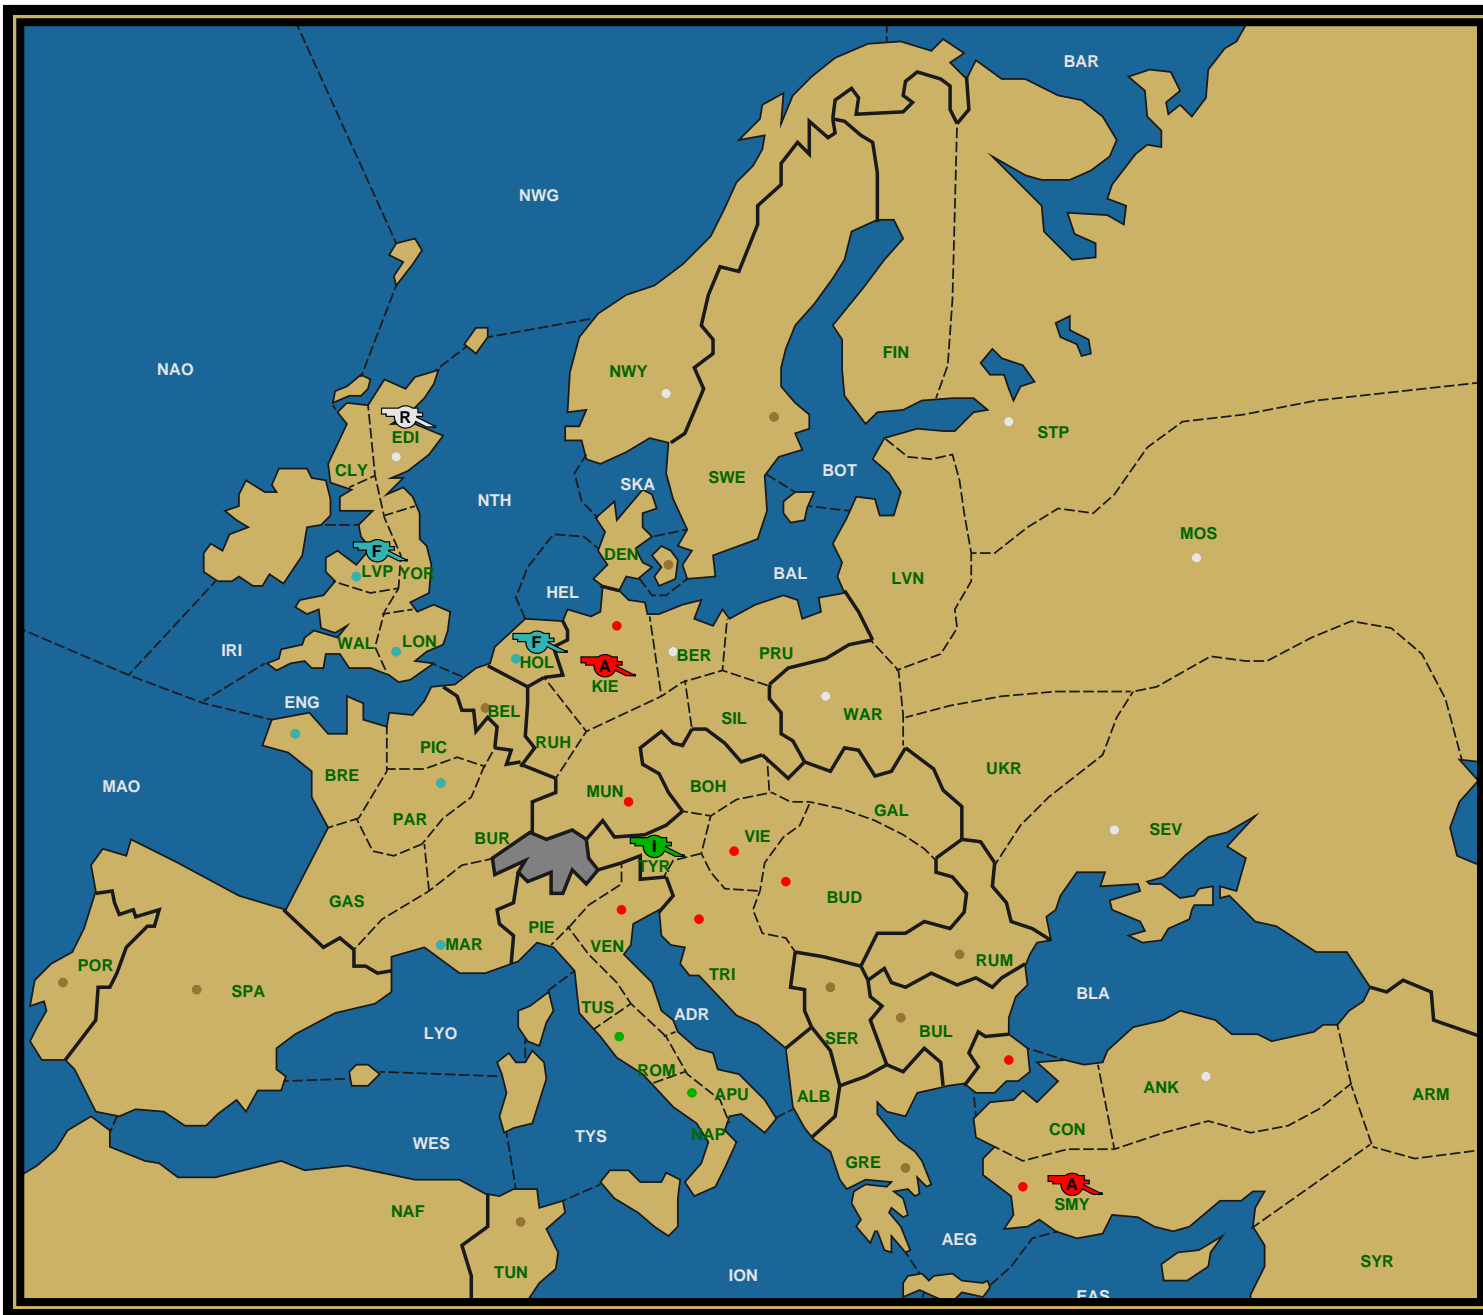 BAR
NWG
NAO
FIN
NWY
R
EDI
STP
CLY
SWE
BOT
SKA
NTH
MOS
F
DEN
LVP YOR
BAL
LVN
HEL
WAL
LON
F
HOL
IRI
BER
PRU
A
KIE
ENG
BEL
SIL
WAR
RUH
PIC
UKR
BRE
MAO
MUN
BOH
GAL
PAR
SEV
BUR
VIE
I
TYR
BUD
GAS
PIE
MAR
VEN
POR
RUM
SPA
TRI
BLA
TUS
ADR
LYO
SER
BUL
ROM
ANK
APU
ALB
ARM
CON
NAP
WES
TYS
GRE
A
SMY
NAF
AEG
SYR
TUN
ION
EAS